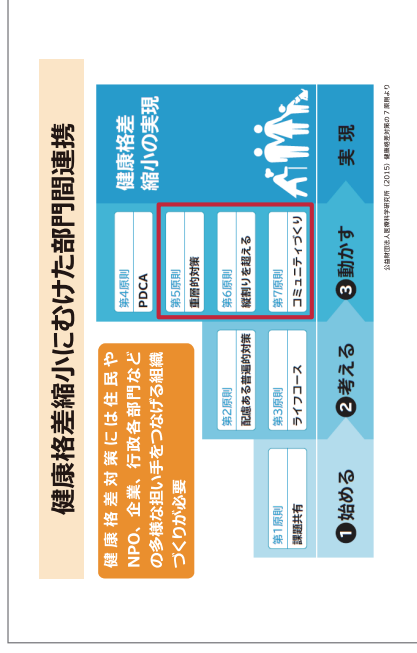 健康格差縮小にむけた部門間連携
健康格差対策には住民や
NPO、企業、行政各部門など
の多様な担い手をつなげる組織
づくりが必要
健康格差
縮小の実現
第4原則
PDCA
第5原則
重層的対策
第6原則
縦割りを超える
第7原則
コミュニティづくり
第2原則
配慮ある普遍的対策
第3原則
ライフコース
第1原則
課題共有
❶始める
❷考える
❸動かす
実現
公益財団法人医療科学研究所（2015）健康格差対策の7原則より